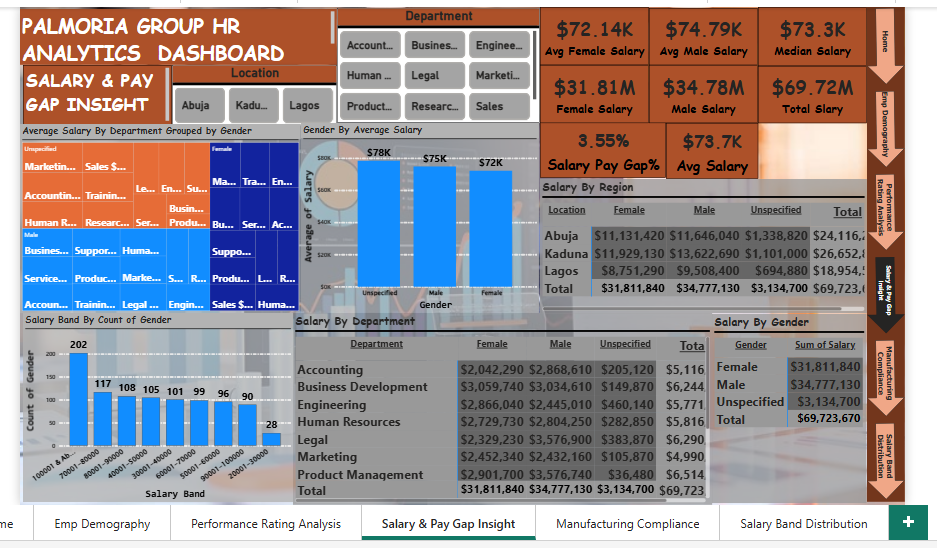 PALMORIA GROUP HR
ANALYTICS DASHBOARD
SALARY & PAY
GAP INSIGHT
Location
Abuja Kadu... Lagos
Department
Account... Busines... Enginee...
Human ... Legal Marketi...
Product... Researc... Sales
$72.14K $74.79K $73.3K
Avg Female Salary Avg Male Salary Median Salary
$31.81M $34.78M $69.72M
Female Salary Male Salary Total Slary
3.55% $73.7K
Salary Pay Gap% Avg Salary
Home
Emp Demography
Performance
Rating Analysis
Salary & Pay Gap
Insight
Manufacturing
Compliance
Salary Band
Distribution
Average Salary By Department Grouped by Gender
Unspecified
Marketin... Sales $...
Le... En... Su...
Accountin... Trainin...
Busin...
Human R... Researc... Ser... Produ...
Female
Ma... Tra... En...
Bu... Ser... Ac...
Suppo...
Produ... L... R...
Sales $... Huma...
Male
Busines... Suppor... Huma...
Service... Produc... Marke... S... R...
Accoun... Trainin... Legal ... Engin...
Gender By Average Salary
Average of Salary
$80K
$60K
$40K
$20K
$0K
$78K $75K $72K
Unspecified Male Female
Gender
Salary By Region
Location Female Male Unspecified Total
Abuja $11,131,420 $11,646,040 $1,338,820 $24,116,
Kaduna $11,929,130 $13,622,690 $1,101,000 $26,652,
Lagos $8,751,290 $9,508,400 $694,880 $18,954,
Total $31,811,840 $34,777,130 $3,134,700 $69,723,
Salary Band By Count of Gender
Count of Gender
200
100
0
202 117 108 105 101 99 96 90 28
100001 & Ab... 70001-80000 80001-90000 40001-50000 30001-40000 60001-70000 50001-60000 90001-100000 20001-30000
Salary Band
Salary By Department
Department Female Male Unspecified Tota
Accounting $2,042,290 $2,868,610 $205,120 $5,116
Business Development $3,059,740 $3,034,610 $149,870 $6,244
Engineering $2,866,040 $2,445,010 $460,140 $5,771
Human Resources $2,729,730 $2,804,250 $282,850 $5,816
Legal $2,329,230 $3,576,900 $383,870 $6,290
Marketing $2,452,340 $2,432,160 $105,870 $4,990
Product Management $2,901,700 $3,576,740 $36,480 $6,514
Total $31,811,840 $34,777,130 $3,134,700 $69,723
Salary By Gender
Gender Sum of Salary
Female $31,811,840
Male $34,777,130
Unspecified $3,134,700
Total $69,723,670
me Emp Demography Performance Rating Analysis Salary & Pay Gap Insight Manufacturing Compliance Salary Band Distribution +